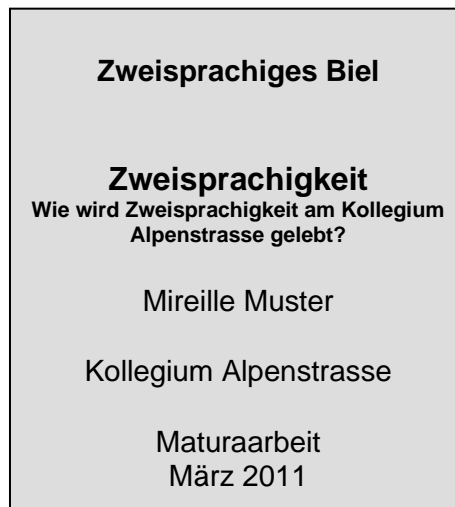 Zweisprachiges Biel
Zweisprachigkeit
Wie wird Zweisprachigkeit am Kollegium
Alpenstrasse gelebt?
Mireille Muster
Kollegium Alpenstrasse
Maturaarbeit
März 2011